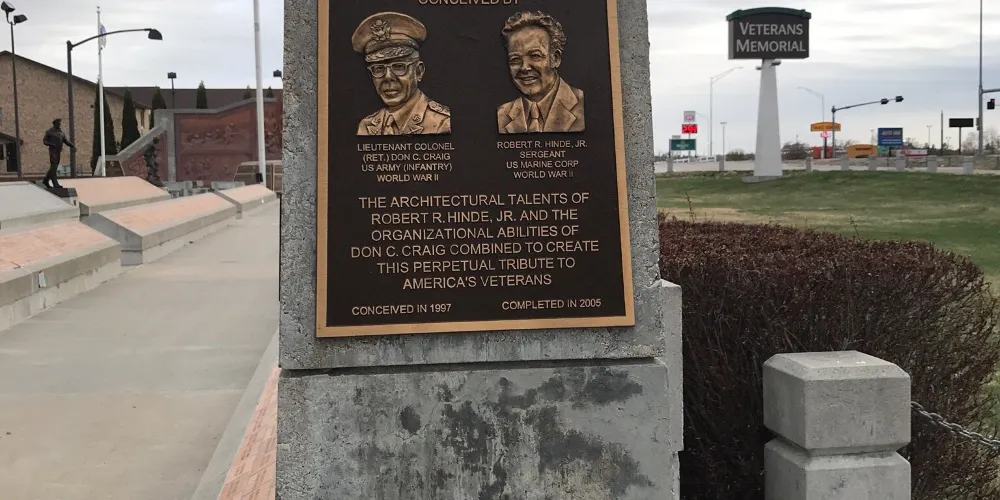 CONCEIVED BY
LIEUTENANT COLONEL
(RET.) DON C. CRAIG
US ARMY (INFANTRY)
WORLD WAR II
ROBERT R. HINDE, JR.
SERGEANT
US MARINE CORP
WORLD WAR II
THE ARCHITECTURAL TALENTS OF
ROBERT R. HINDE, JR. AND THE
ORGANIZATIONAL ABILITIES OF
DON C. CRAIG COMBINED TO CREATE
THIS PERPETUAL TRIBUTE TO
AMERICA'S VETERANS
CONCEIVED IN 1997
COMPLETED IN 2005
VETERANS
MEMORIAL